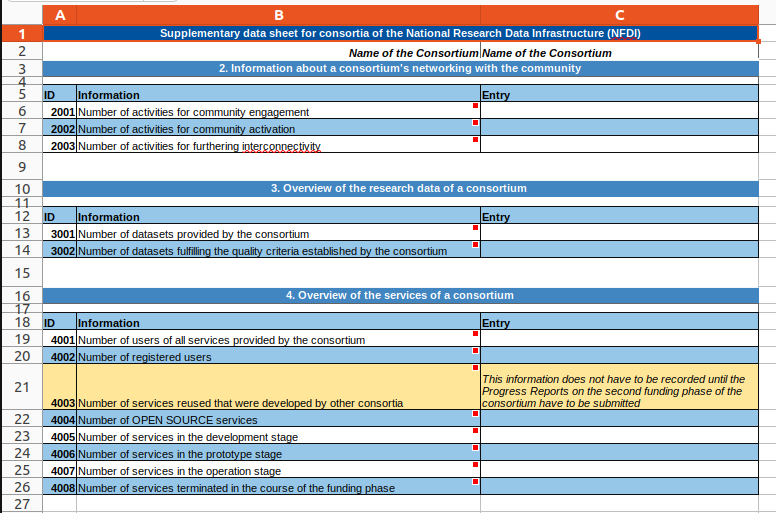 A B C
1 Supplementary data sheet for consortia of the National Research Data Infrastructure (NFDI)
2 Name of the Consortium Name of the Consortium
3 2. Information about a consortium's networking with the community
4
5 ID Information Entry
6 2001 Number of activities for community engagement
7 2002 Number of activities for community activation
8 2003 Number of activities for furthering interconnectivity
9
10 3. Overview of the research data of a consortium
11
12 ID Information Entry
13 3001 Number of datasets provided by the consortium
14 3002 Number of datasets fulfilling the quality criteria established by the consortium
15
16 4. Overview of the services of a consortium
17
18 ID Information Entry
19 4001 Number of users of all services provided by the consortium
20 4002 Number of registered users
This information does not have to be recorded until the
21 Progress Reports on the second funding phase of the
4003 Number of services reused that were developed by other consortia consortium have to be submitted
22 4004 Number of OPEN SOURCE services
23 4005 Number of services in the development stage
24 4006 Number of services in the prototype stage
25 4007 Number of services in the operation stage
26 4008 Number of services terminated in the course of the funding phase
27